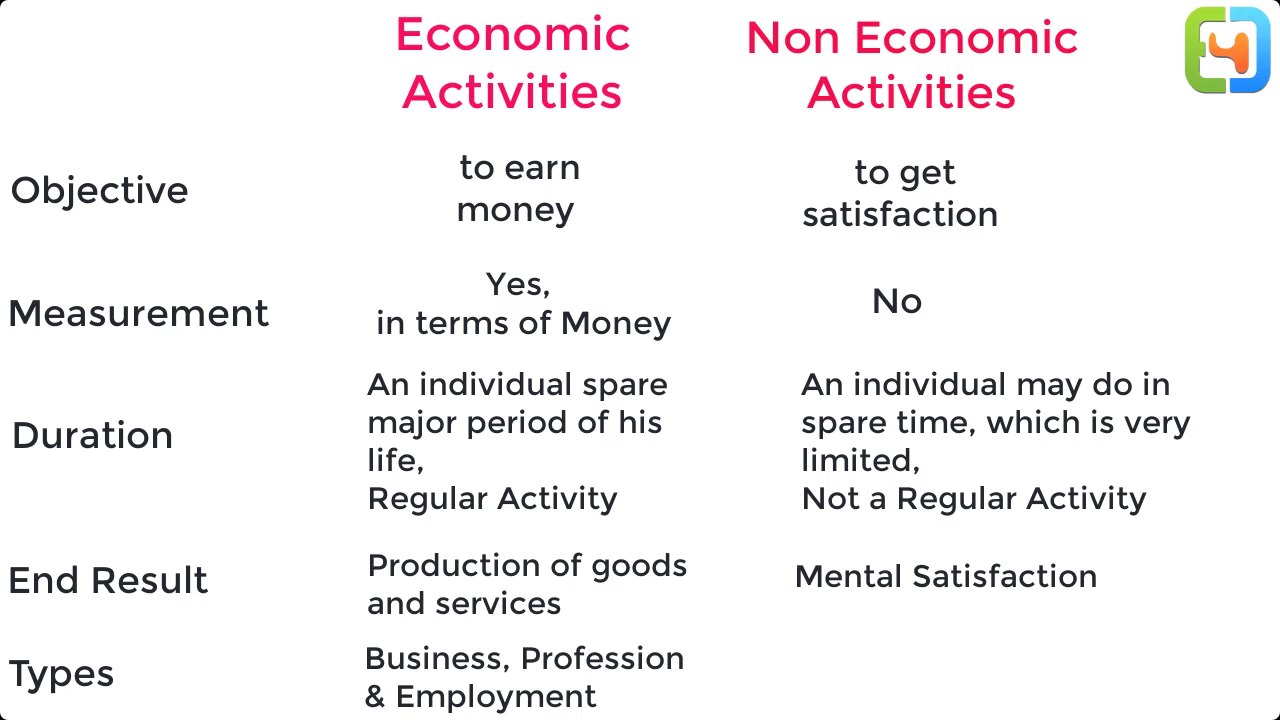 Economic
Activities
Non Economic
Activities
Objective
to earn
money
to get
satisfaction
Measurement
Yes,
in terms of Money
No
Duration
An individual spare
major period of his
life,
Regular Activity
An individual may do in
spare time, which is very
limited,
Not a Regular Activity
End Result
Production of goods
and services
Mental Satisfaction
Types
Business, Profession
& Employment